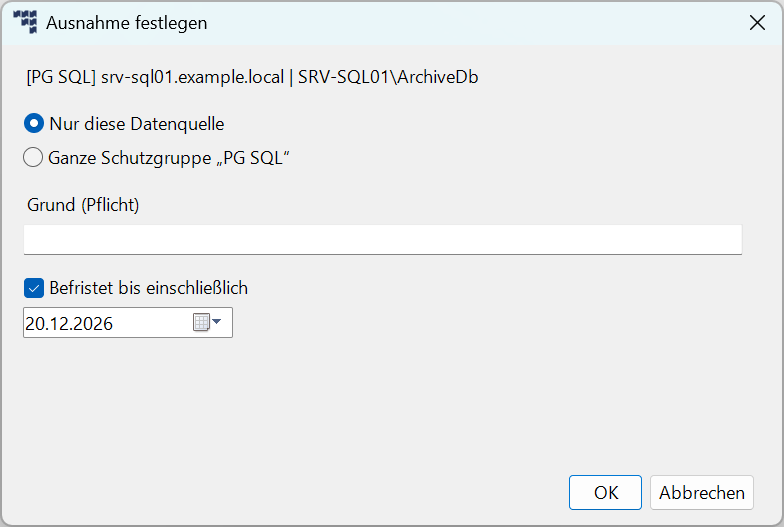 Ausnahme festlegen
[PG SQL] srv-sql01.example.local | SRV-SQL01\ArchiveDb
Nur diese Datenquelle
Ganze Schutzgruppe „PG SQL“
Grund (Pflicht)
Befristet bis einschließlich
20.12.2026
OK
Abbrechen